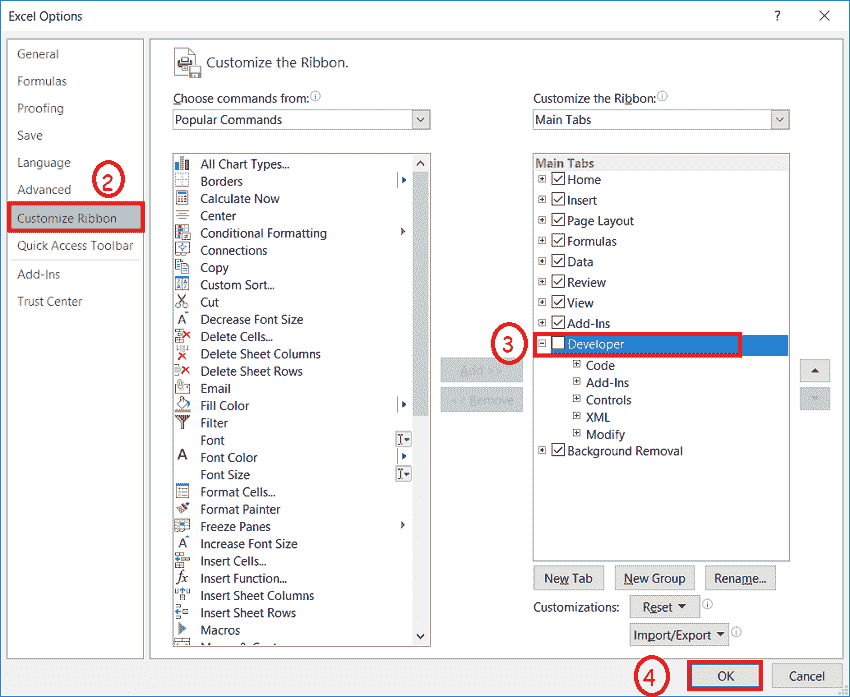 Excel Options
?
General
Formulas
Proofing
Save
Language
Advanced
2
Customize Ribbon
Quick Access Toolbar
Add-Ins
Trust Center
Customize the Ribbon.
Choose commands from:
Popular Commands
All Chart Types...
Borders
Calculate Now
Center
Conditional Formatting
Connections
Copy
Custom Sort...
Cut
Decrease Font Size
Delete Cells...
Delete Sheet Columns
Delete Sheet Rows
Email
Fill Color
Filter
Font
Font Color
Font Size
Format Cells...
Format Painter
Freeze Panes
Increase Font Size
Insert Cells...
Insert Function...
Insert Sheet Columns
Insert Sheet Rows
Macros
Add >>
<< Remove
Customize the Ribbon:
Main Tabs
Main Tabs
Home
Insert
Page Layout
Formulas
Data
Review
View
Add-Ins
3
Developer
Code
Add-Ins
Controls
XML
Modify
Background Removal
New Tab
New Group
Rename...
Customizations:
Reset
Import/Export
4
OK
Cancel